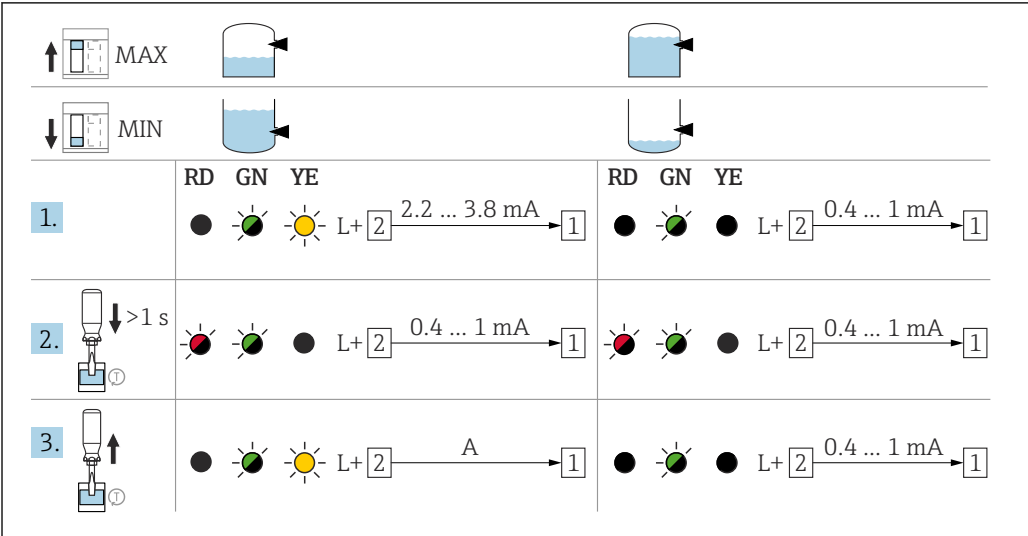 MAX
MIN
RD GN YE RD GN YE
1. L+ 2 2.2 ... 3.8 mA 1 L+ 2 0.4 ... 1 mA 1
2. >1 s T L+ 2 0.4 ... 1 mA 1 L+ 2 0.4 ... 1 mA 1
3. T L+ 2 A 1 L+ 2 0.4 ... 1 mA 1